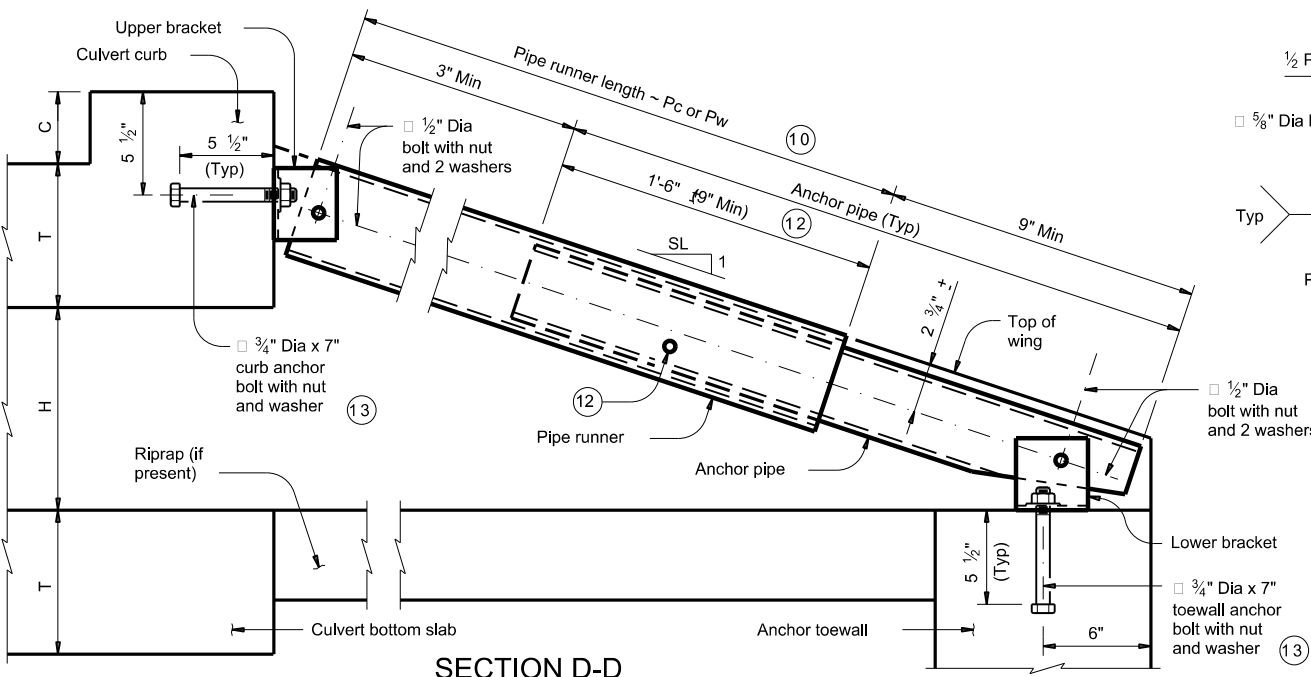 Upper bracket
Culvert curb
C
5 ½"
5 ½"
(Typ)
T
H
T
3" Min
Pipe runner length ~ Pc or Pw
10
□ ½" Dia
bolt with nut
and 2 washers
1'-6" ±
(9" Min)
12
Anchor pipe (Typ)
9" Min
SL
1
2 ¾" ±
Top of
wing
½ P
□ ⅝" Dia
Typ
□ ½" Dia
bolt with nut
and 2 washers
□ ¾" Dia x 7"
curb anchor
bolt with nut
and washer
13
12
Pipe runner
Anchor pipe
Riprap (if
present)
Culvert bottom slab
Anchor toewall
5 ½"
(Typ)
Lower bracket
□ ¾" Dia x 7"
toewall anchor
bolt with nut
and washer
13
6"
SECTION D-D